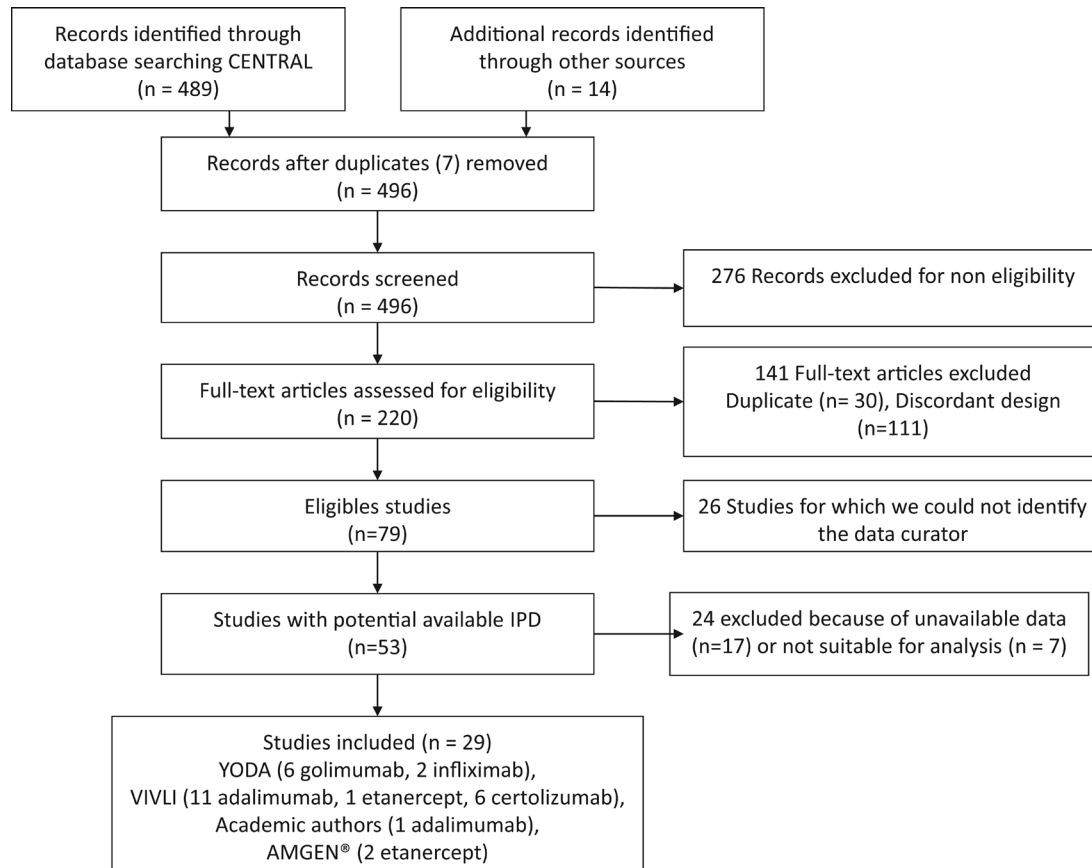 Records identified through
database searching CENTRAL
(n = 489)
Additional records identified
through other sources
(n = 14)
Records after duplicates (7) removed
(n = 496)
Records screened
(n = 496)
276 Records excluded for non eligibility
Full-text articles assessed for eligibility
(n = 220)
141 Full-text articles excluded
Duplicate (n= 30), Discordant design
(n=111)
Eligibles studies
(n=79)
26 Studies for which we could not identify
the data curator
Studies with potential available IPD
(n=53)
24 excluded because of unavailable data
(n=17) or not suitable for analysis (n = 7)
Studies included (n = 29)
YODA (6 golimumab, 2 infliximab),
VIVLI (11 adalimumab, 1 etanercept, 6 certolizumab),
Academic authors (1 adalimumab),
AMGEN® (2 etanercept)